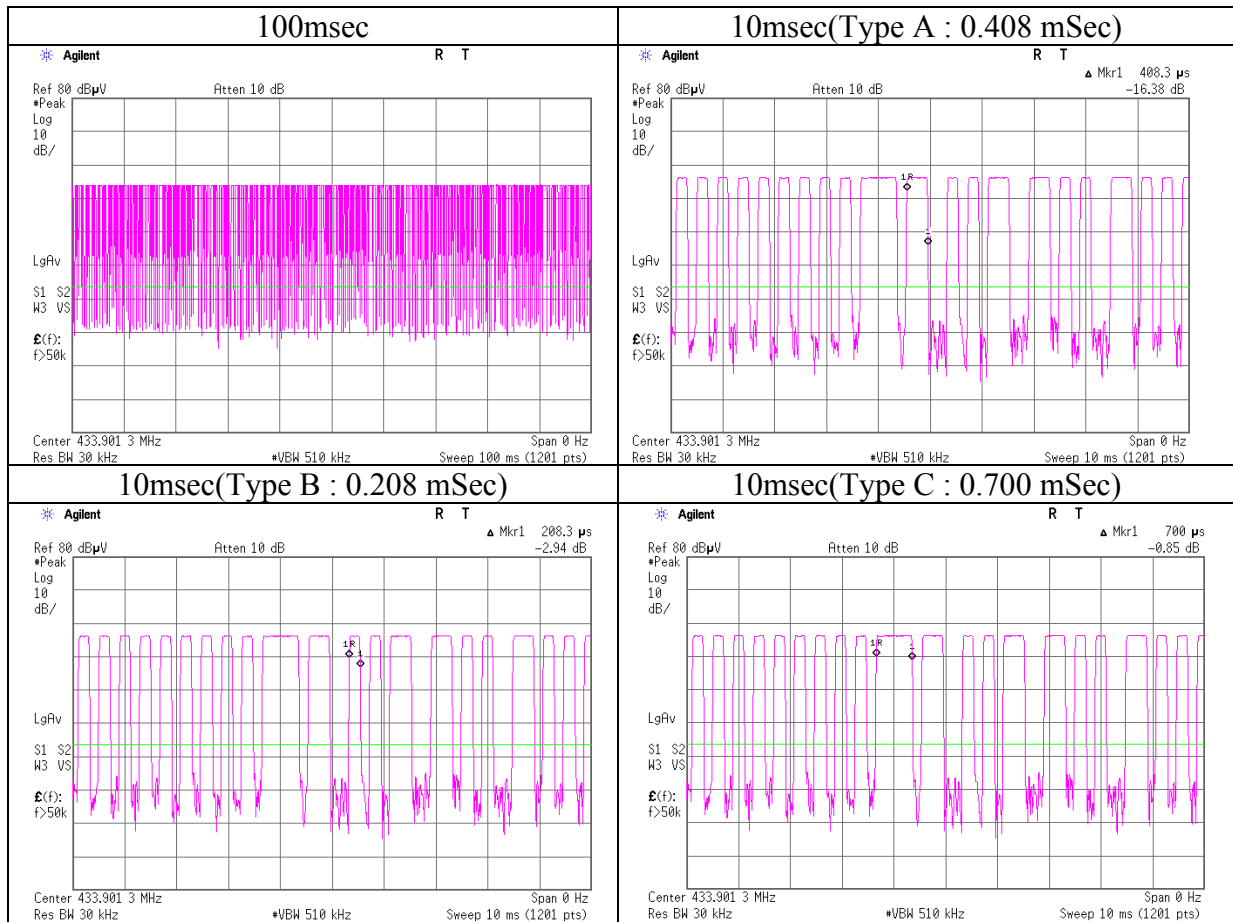 100msec
Agilent
R T
Ref 80 dBµV
Atten 10 dB
#Peak
Log
10
dB/
LgAv
S1 S2
W3 VS
£(f):
f>50k
Center 433.901 3 MHz
Span 0 Hz
Res BW 30 kHz
#VBW 510 kHz
Sweep 100 ms (1201 pts)
10msec(Type A : 0.408 mSec)
Agilent
R T
Δ Mkr1 408.3 µs
Ref 80 dBµV
Atten 10 dB
-16.38 dB
#Peak
Log
10
dB/
1R
1
LgAv
S1 S2
W3 VS
£(f):
f>50k
Center 433.901 3 MHz
Span 0 Hz
Res BW 30 kHz
#VBW 510 kHz
Sweep 10 ms (1201 pts)
10msec(Type B : 0.208 mSec)
Agilent
R T
Δ Mkr1 208.3 µs
Ref 80 dBµV
Atten 10 dB
-2.94 dB
#Peak
Log
10
dB/
1R
1
LgAv
S1 S2
W3 VS
£(f):
f>50k
Center 433.901 3 MHz
Span 0 Hz
Res BW 30 kHz
#VBW 510 kHz
Sweep 10 ms (1201 pts)
10msec(Type C : 0.700 mSec)
Agilent
R T
Δ Mkr1 700 µs
Ref 80 dBµV
Atten 10 dB
-0.85 dB
#Peak
Log
10
dB/
1R
1
LgAv
S1 S2
W3 VS
£(f):
f>50k
Center 433.901 3 MHz
Span 0 Hz
Res BW 30 kHz
#VBW 510 kHz
Sweep 10 ms (1201 pts)